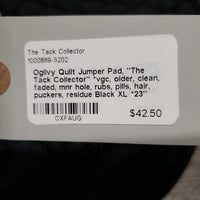 The Tack Collector
1000889-5202
Ogilvy Quilt Jumper Pad, "The
Tack Collector" *vgc, older, clean,
faded, mnr hole, rubs, pills, hair,
puckers, residue Black XL *23"
$42.50
CXFAUG